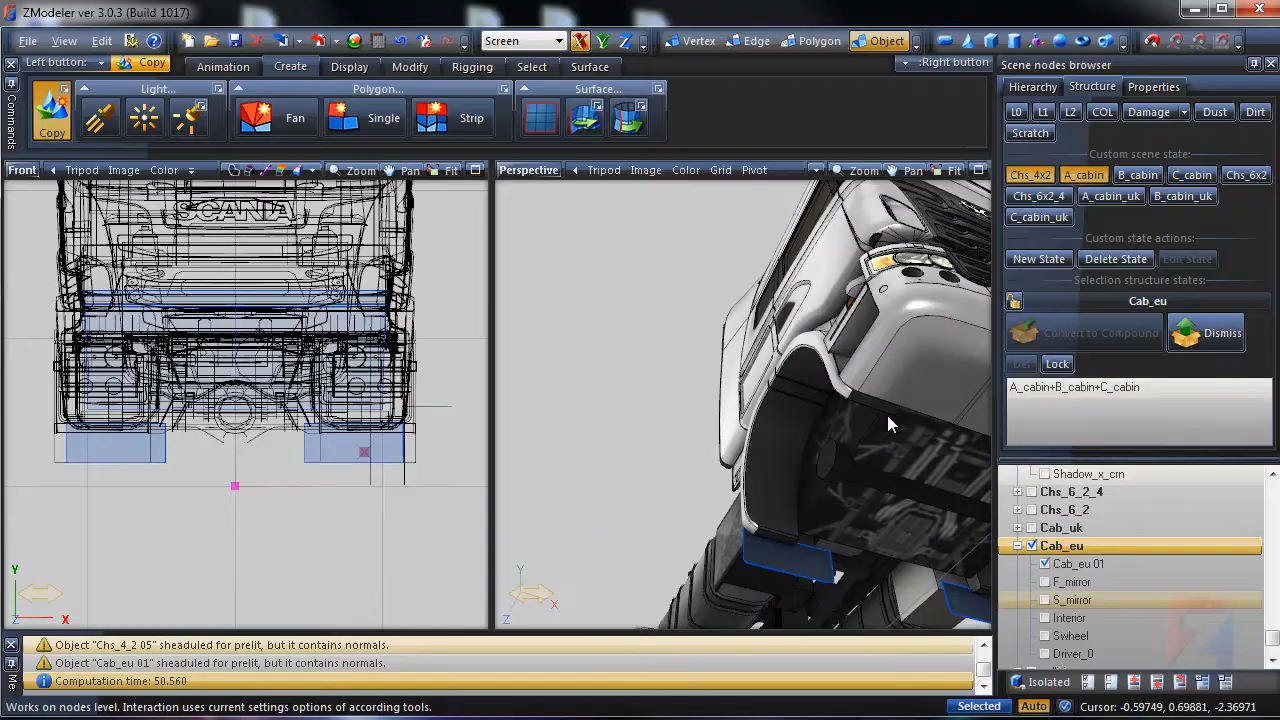 ZModeler ver 3.0.3 (Build 1017)
File View Edit Screen X Y Z Vertex Edge Polygon Object
Left button: Copy Animation Create Display Modify Rigging Select Surface :Right button
Commands
Copy Light... Polygon... Surface...
Fan Single Strip
Front Tripod Image Color Zoom Pan Fit
Perspective Tripod Image Color Grid Pivot Zoom Pan Fit
SCANIA
Y
Z X
Y
Z X
Scene nodes browser
Hierarchy Structure Properties
L0 L1 L2 COL Damage Dust Dirt
Scratch
Custom scene state:
Chs_4x2 A_cabin B_cabin C_cabin Chs_6x2
Chs_6x2_4 A_cabin_uk B_cabin_uk
C_cabin_uk
Custom state actions:
New State Delete State Edit State
Selection structure states:
Cab_eu
Convert to Compound Dismiss
Del Lock
A_cabin+B_cabin+C_cabin
Shadow_x_crn
Chs_6_2_4
Chs_6_2
Cab_uk
Cab_eu
Cab_eu 01
F_mirror
S_mirror
Interior
Swheel
Driver_0
Isolated
Me
Object "Chs_4_2 05" sheaduled for prelit, but it contains normals.
Object "Cab_eu 01" sheaduled for prelit, but it contains normals.
Computation time: 50.560
Works on nodes level. Interaction uses current settings options of according tools.
Selected Auto Cursor: -0.59749, 0.69881, -2.36971